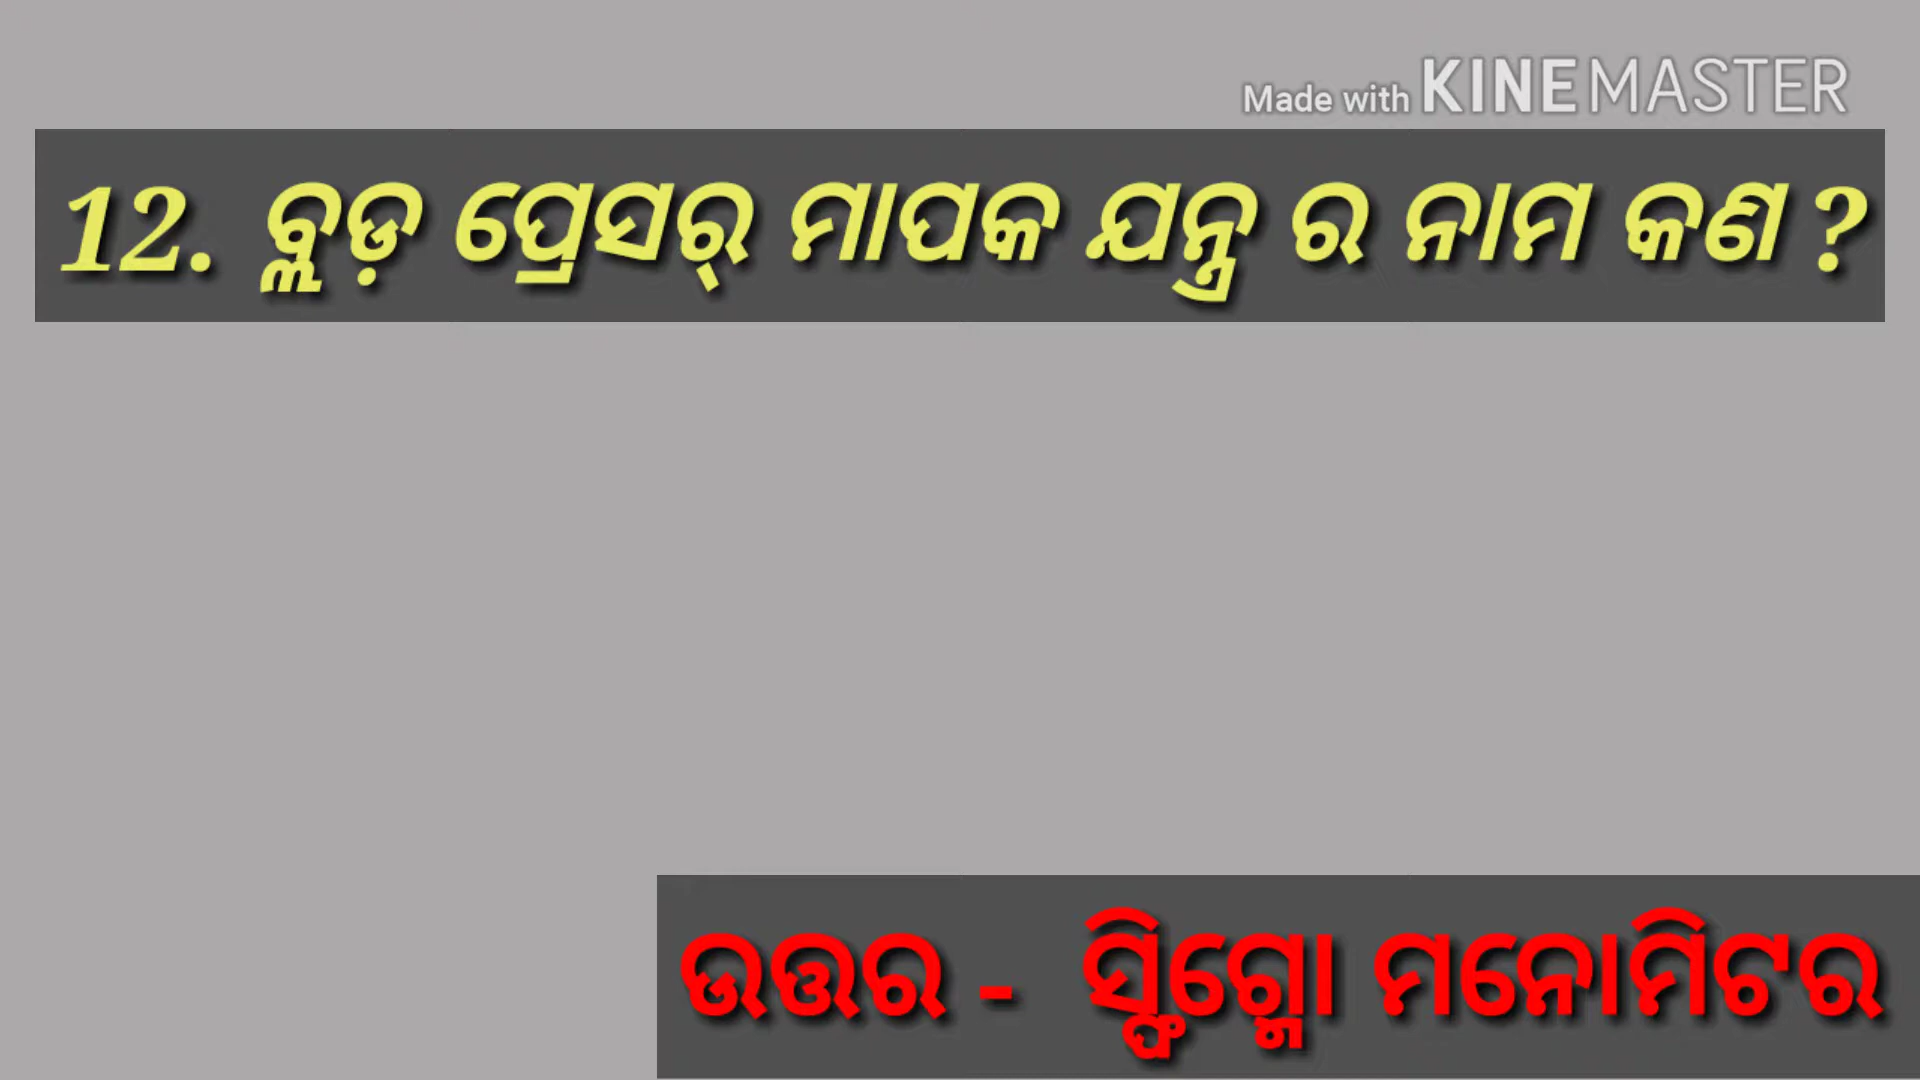 Made with KINEMASTER
12. ବ୍ଲଡ଼ ପ୍ରେସର୍ ମାପକ ଯନ୍ତ୍ର ର ନାମ କଣ ?
ଉତ୍ତର - ସ୍ଫିଗ୍ମୋ ମନୋମିଟର